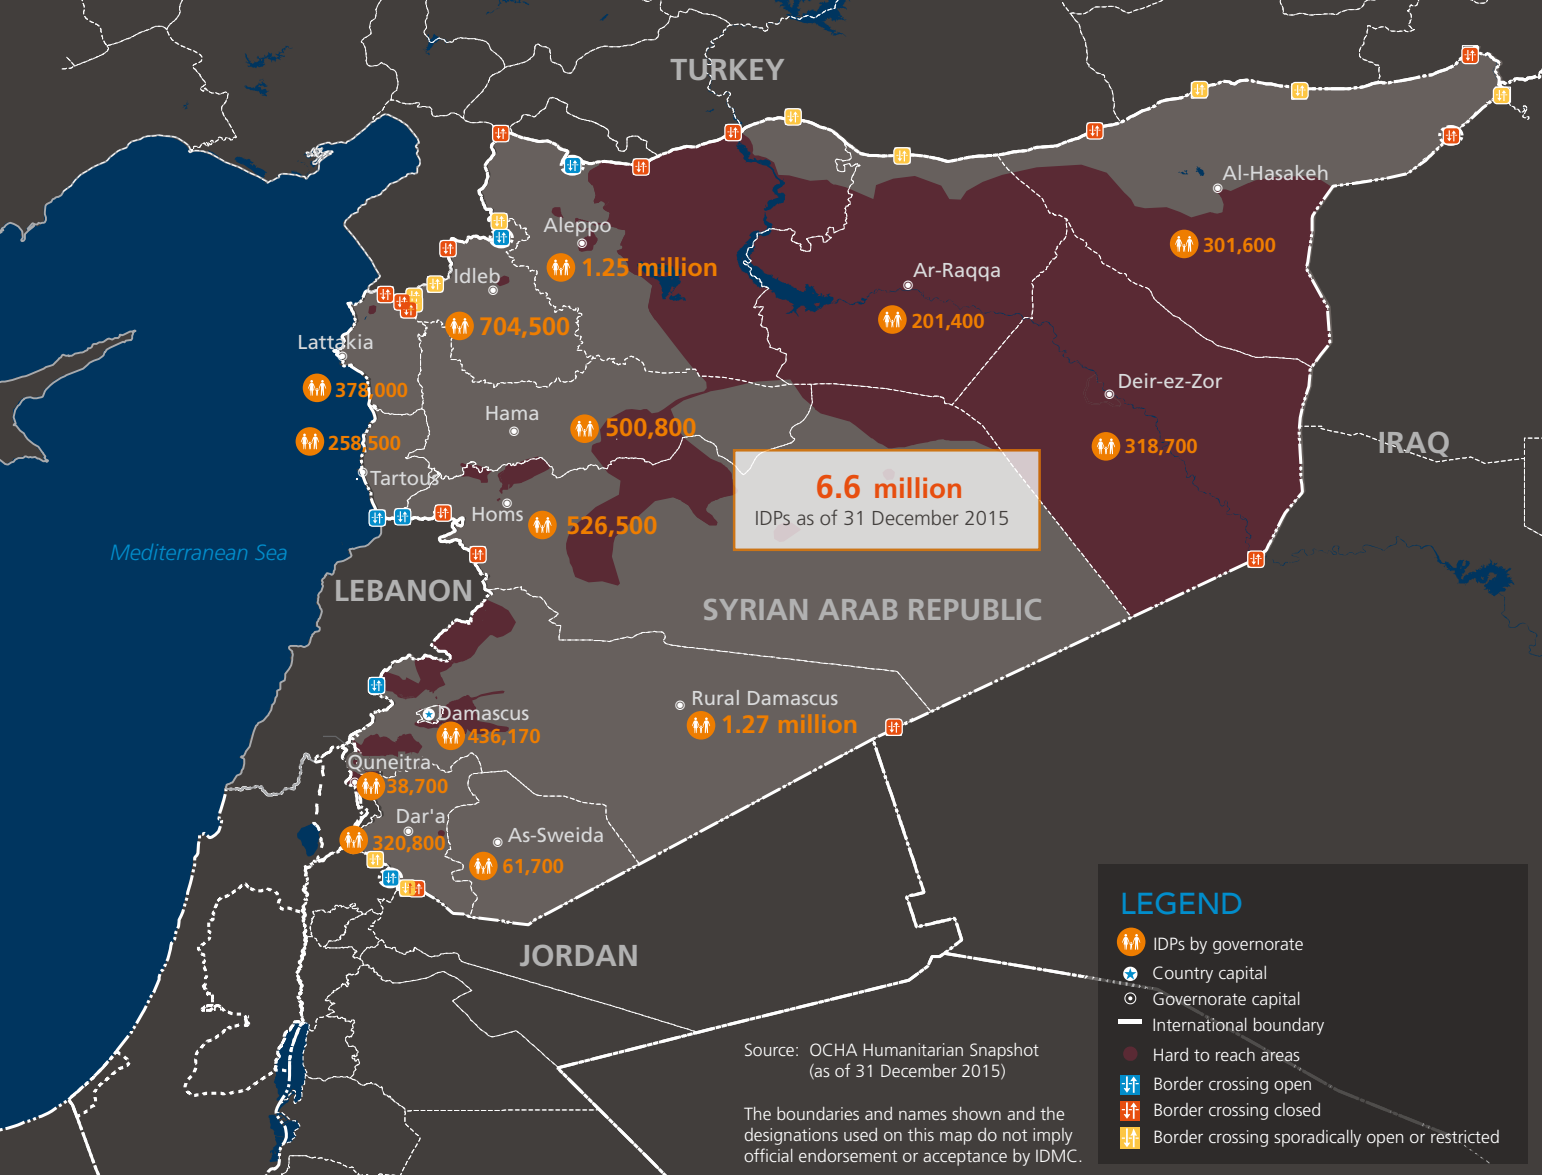 TURKEY
Al-Hasakeh
301,600
Aleppo
1.25 million
Idleb
704,500
Ar-Raqqa
201,400
Lattakia
378,000
Deir-ez-Zor
318,700
Hama
500,800
258,500
Tartous
IRAQ
6.6 million
IDPs as of 31 December 2015
Homs
526,500
Mediterranean Sea
LEBANON
SYRIAN ARAB REPUBLIC
Rural Damascus
1.27 million
Damascus
436,170
Quneitra
38,700
Dar'a
320,800
As-Sweida
61,700
JORDAN
LEGEND
IDPs by governorate
Country capital
Governorate capital
International boundary
Hard to reach areas
Border crossing open
Border crossing closed
Border crossing sporadically open or restricted
Source: OCHA Humanitarian Snapshot
(as of 31 December 2015)
The boundaries and names shown and the
designations used on this map do not imply
official endorsement or acceptance by IDMC.